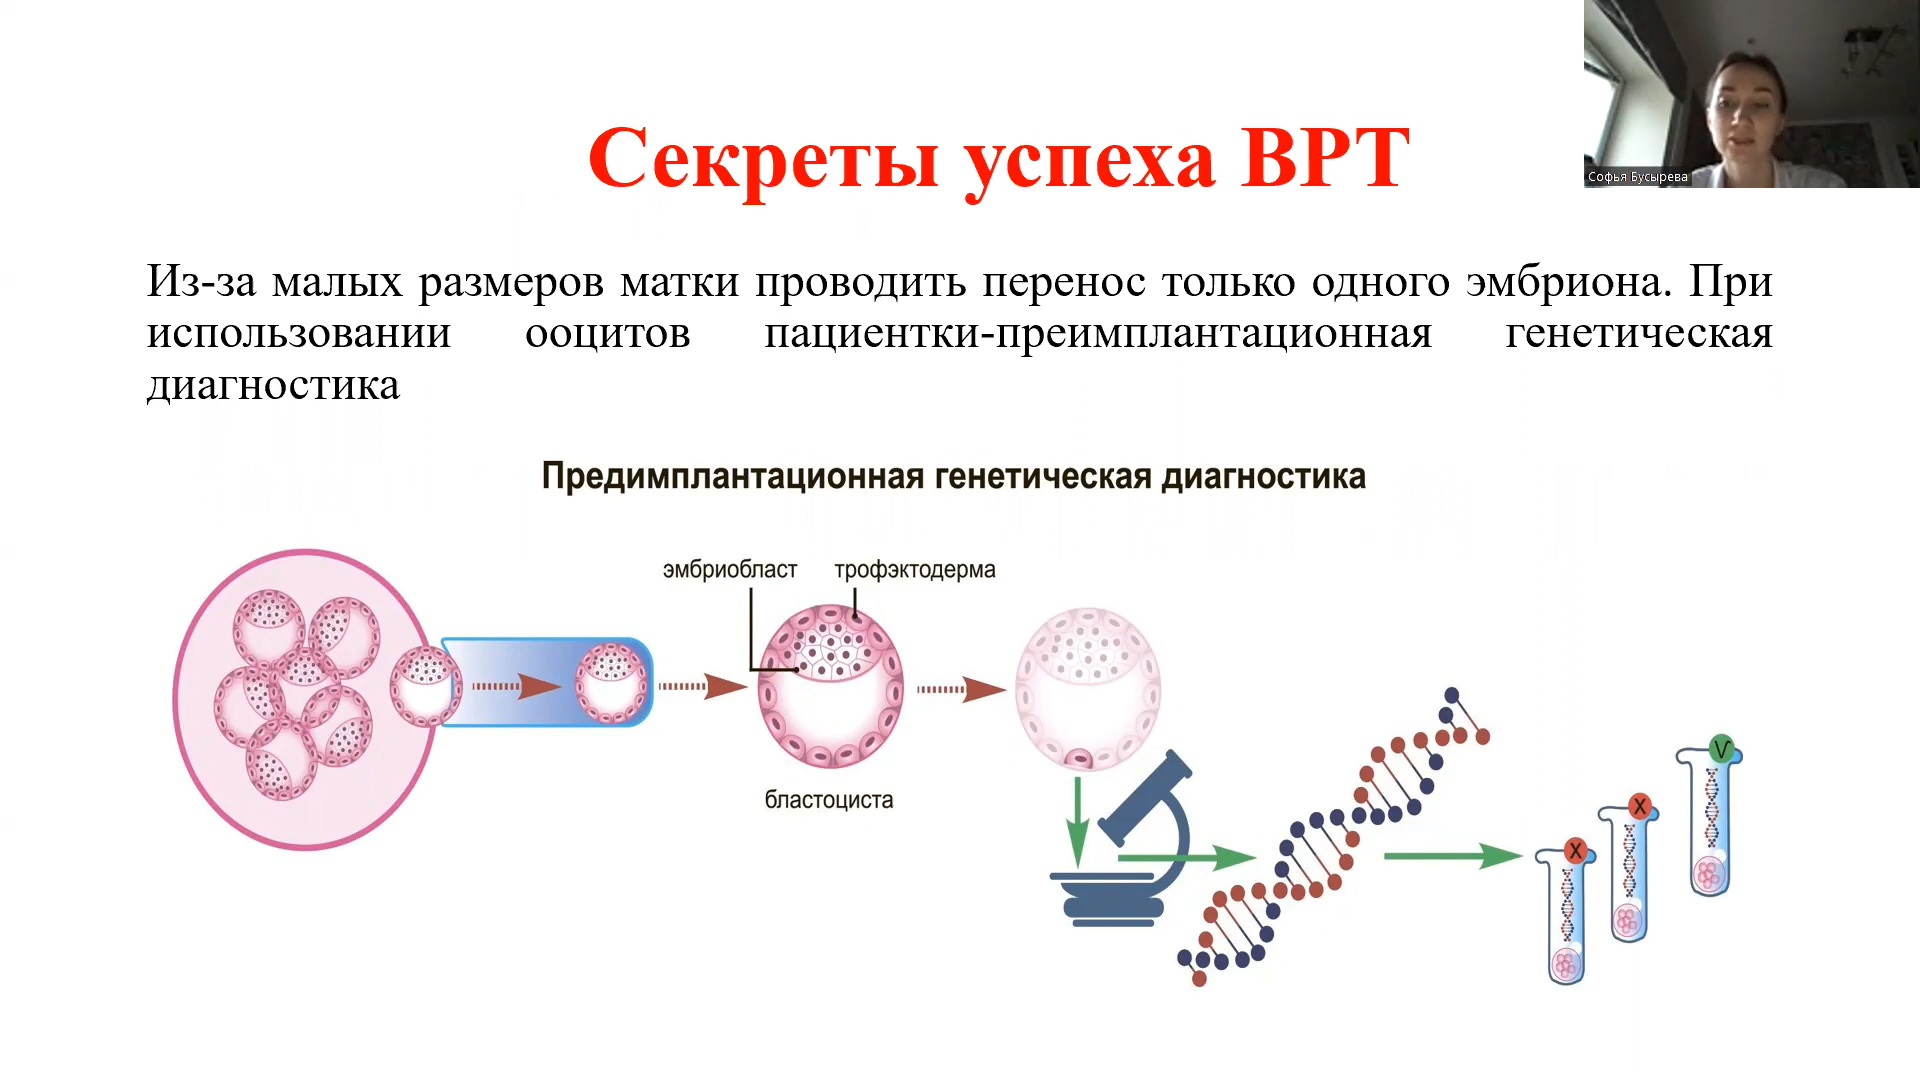 Секреты успеха ВРТ
Софья Бусырева
Из-за малых размеров матки проводить перенос только одного эмбриона. При
использовании ооцитов пациентки-преимплантационная генетическая
диагностика
Предимплантационная генетическая диагностика
эмбриобласт трофэктодерма
бластоциста
X
X
V